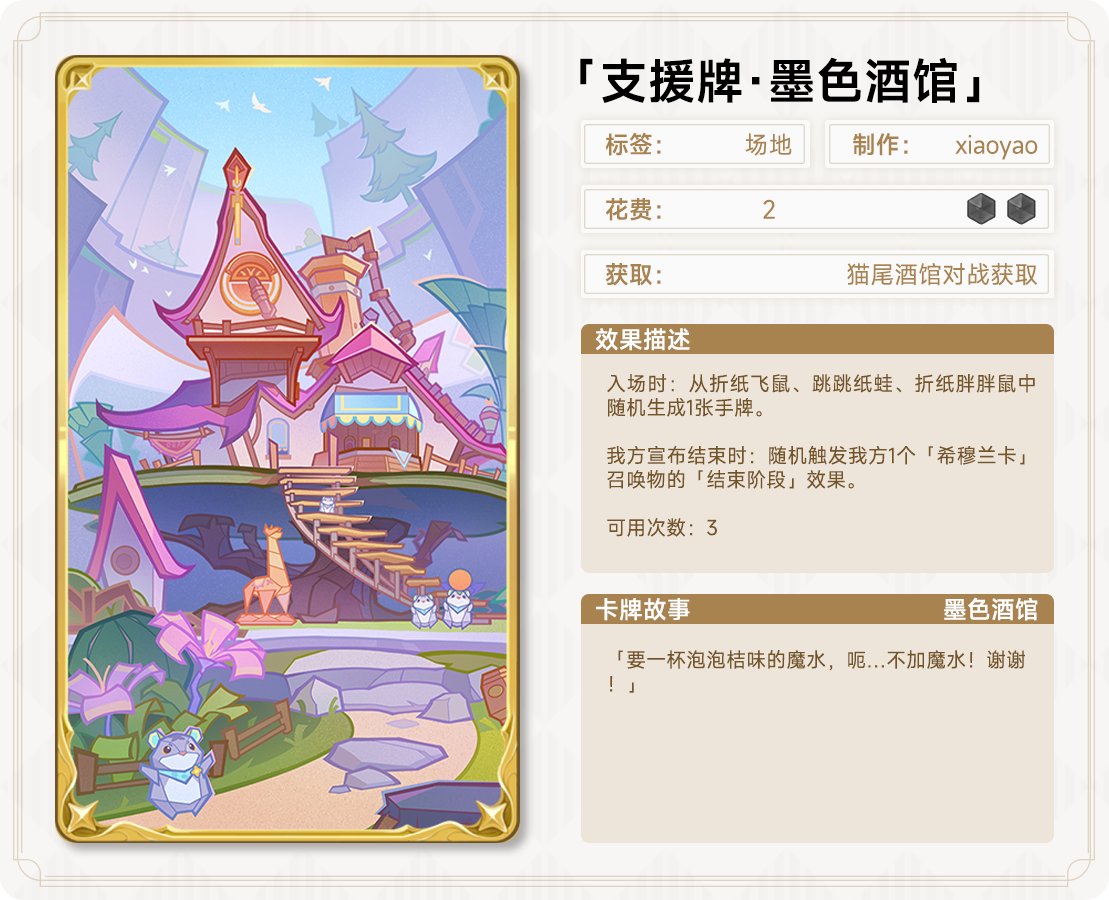 「支援牌·墨色酒馆」
标签： 场地
制作： xiaoyao
花费： 2
获取： 猫尾酒馆对战获取
效果描述
入场时：从折纸飞鼠、跳跳纸蛙、折纸胖胖鼠中
随机生成1张手牌。
我方宣布结束时：随机触发我方1个「希穆兰卡」
召唤物的「结束阶段」效果。
可用次数：3
卡牌故事 墨色酒馆
「要一杯泡泡桔味的魔水，呃...不加魔水！谢谢
！」